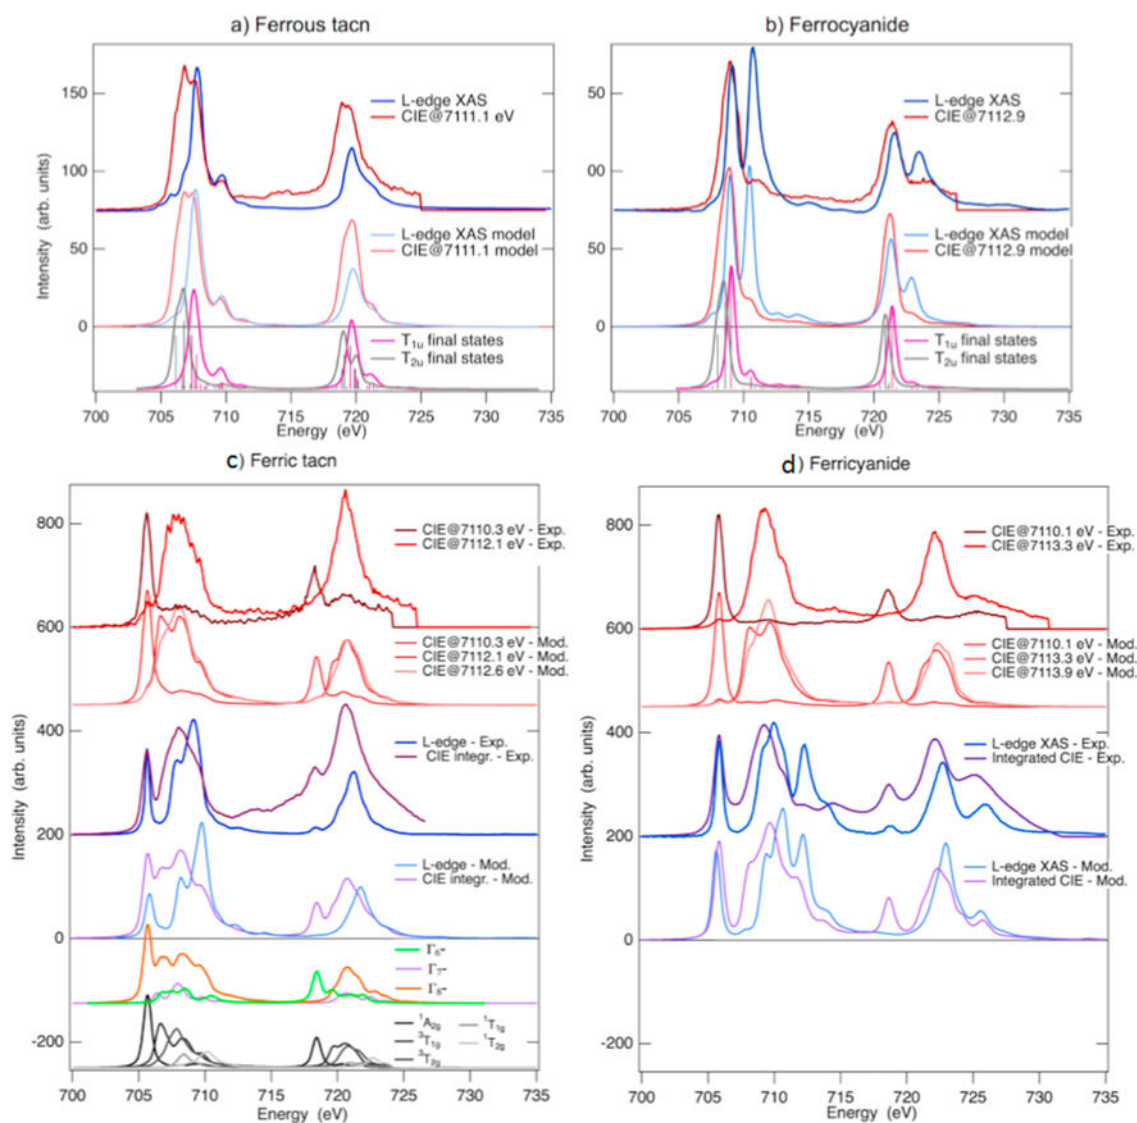 a) Ferrous tacn
150
100
50
0
Intensity (arb. units)
L-edge XAS
CIE@7111.1 eV
L-edge XAS model
CIE@7111.1 model
T1u final states
T2u final states
700 705 710 715 720 725 730 735
Energy (eV)
b) Ferrocyanide
50
00
50
0
Intensity (arb. units)
L-edge XAS
CIE@7112.9
L-edge XAS model
CIE@7112.9 model
T1u final states
T2u final states
700 705 710 715 720 725 730 735
Energy (eV)
c) Ferric tacn
800
600
400
200
0
-200
Intensity (arb. units)
CIE@7110.3 eV - Exp.
CIE@7112.1 eV - Exp.
CIE@7110.3 eV - Mod.
CIE@7112.1 eV - Mod.
CIE@7112.6 eV - Mod.
L-edge - Exp.
CIE integr. - Exp.
L-edge - Mod.
CIE integr. - Mod.
Γ6-
Γ7-
Γ8-
1A2g 1T1g
3T1g 1T2g
3T2g
700 705 710 715 720 725 730 735
Energy (eV)
d) Ferricyanide
800
600
400
200
0
-200
Intensity (arb. units)
CIE@7110.1 eV - Exp.
CIE@7113.3 eV - Exp.
CIE@7110.1 eV - Mod.
CIE@7113.3 eV - Mod.
CIE@7113.9 eV - Mod.
L-edge XAS - Exp.
Integrated CIE - Exp.
L-edge XAS - Mod.
Integrated CIE - Mod.
700 705 710 715 720 725 730 735
Energy (eV)